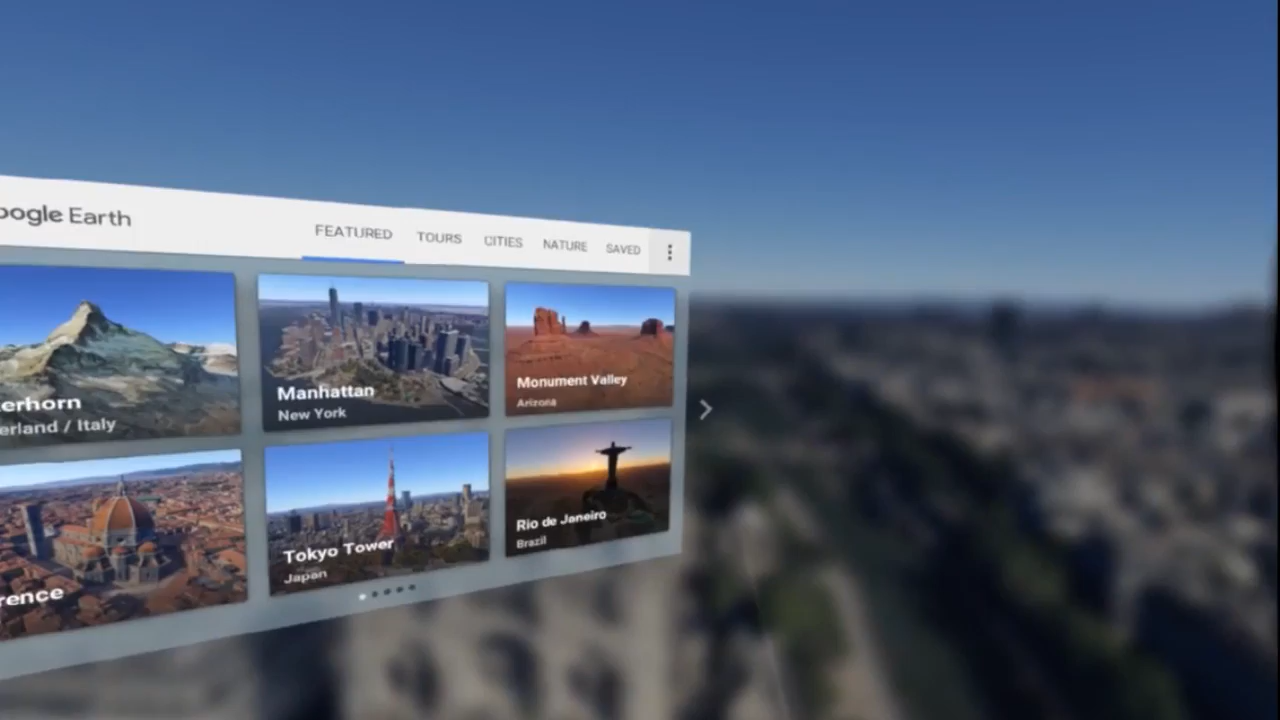 oogle Earth
FEATURED TOURS CITIES NATURE SAVED
erhorn
erland / Italy
Manhattan
New York
Monument Valley
Arizona
rence
Tokyo Tower
Japan
Rio de Janeiro
Brazil